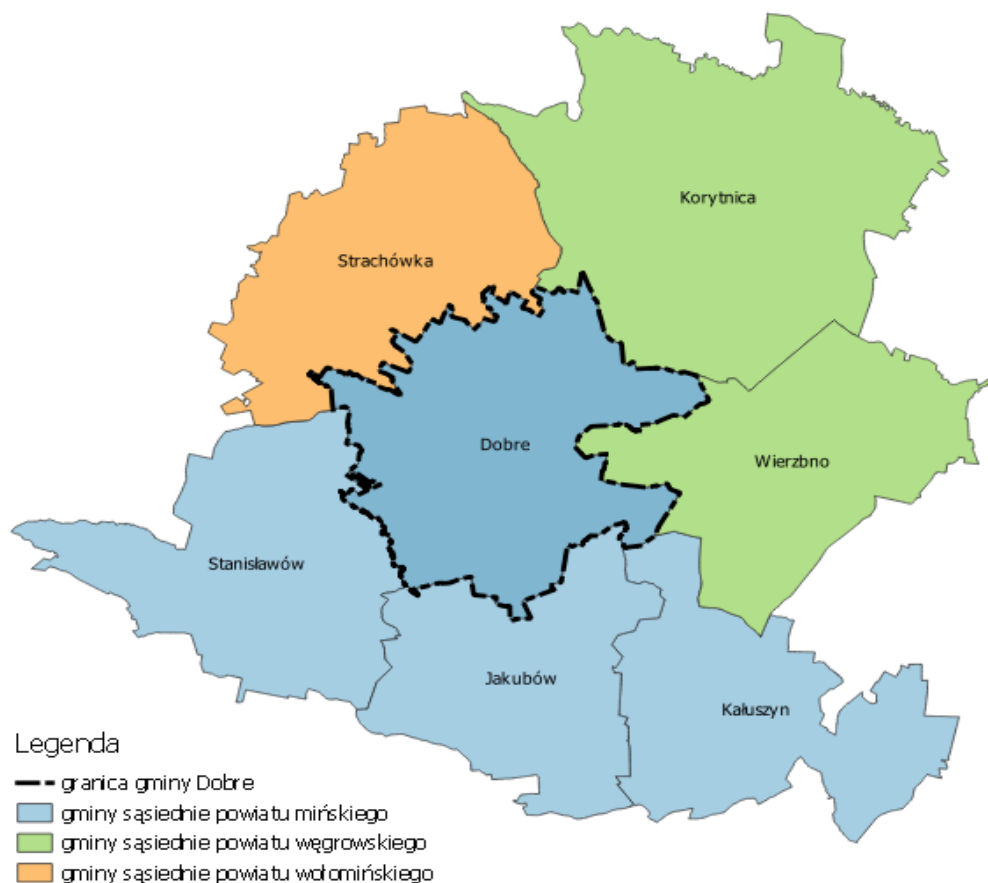 Korytnica
Strachówka
Dobre
Wierzbno
Stanisławów
Jakubów
Kałuszyn
Legenda
granica gminy Dobre
gminy sąsiednie powiatu mińskiego
gminy sąsiednie powiatu węgrowskiego
gminy sąsiednie powiatu wołomińskiego